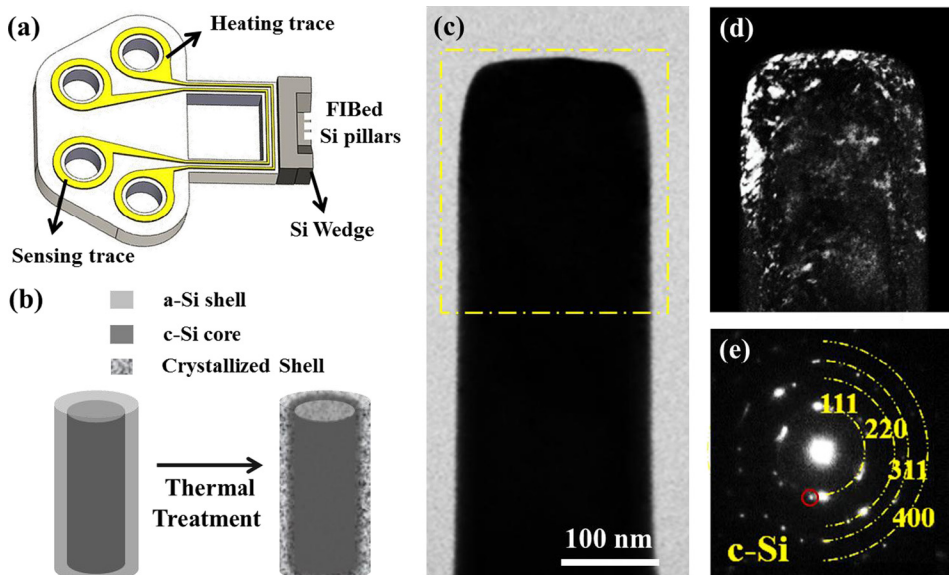 (a)
Heating trace
FIBed
Si pillars
Si Wedge
Sensing trace
(b)
a-Si shell
c-Si core
Crystallized Shell
Thermal
Treatment
(c)
100 nm
(d)
(e)
111
220
311
400
c-Si